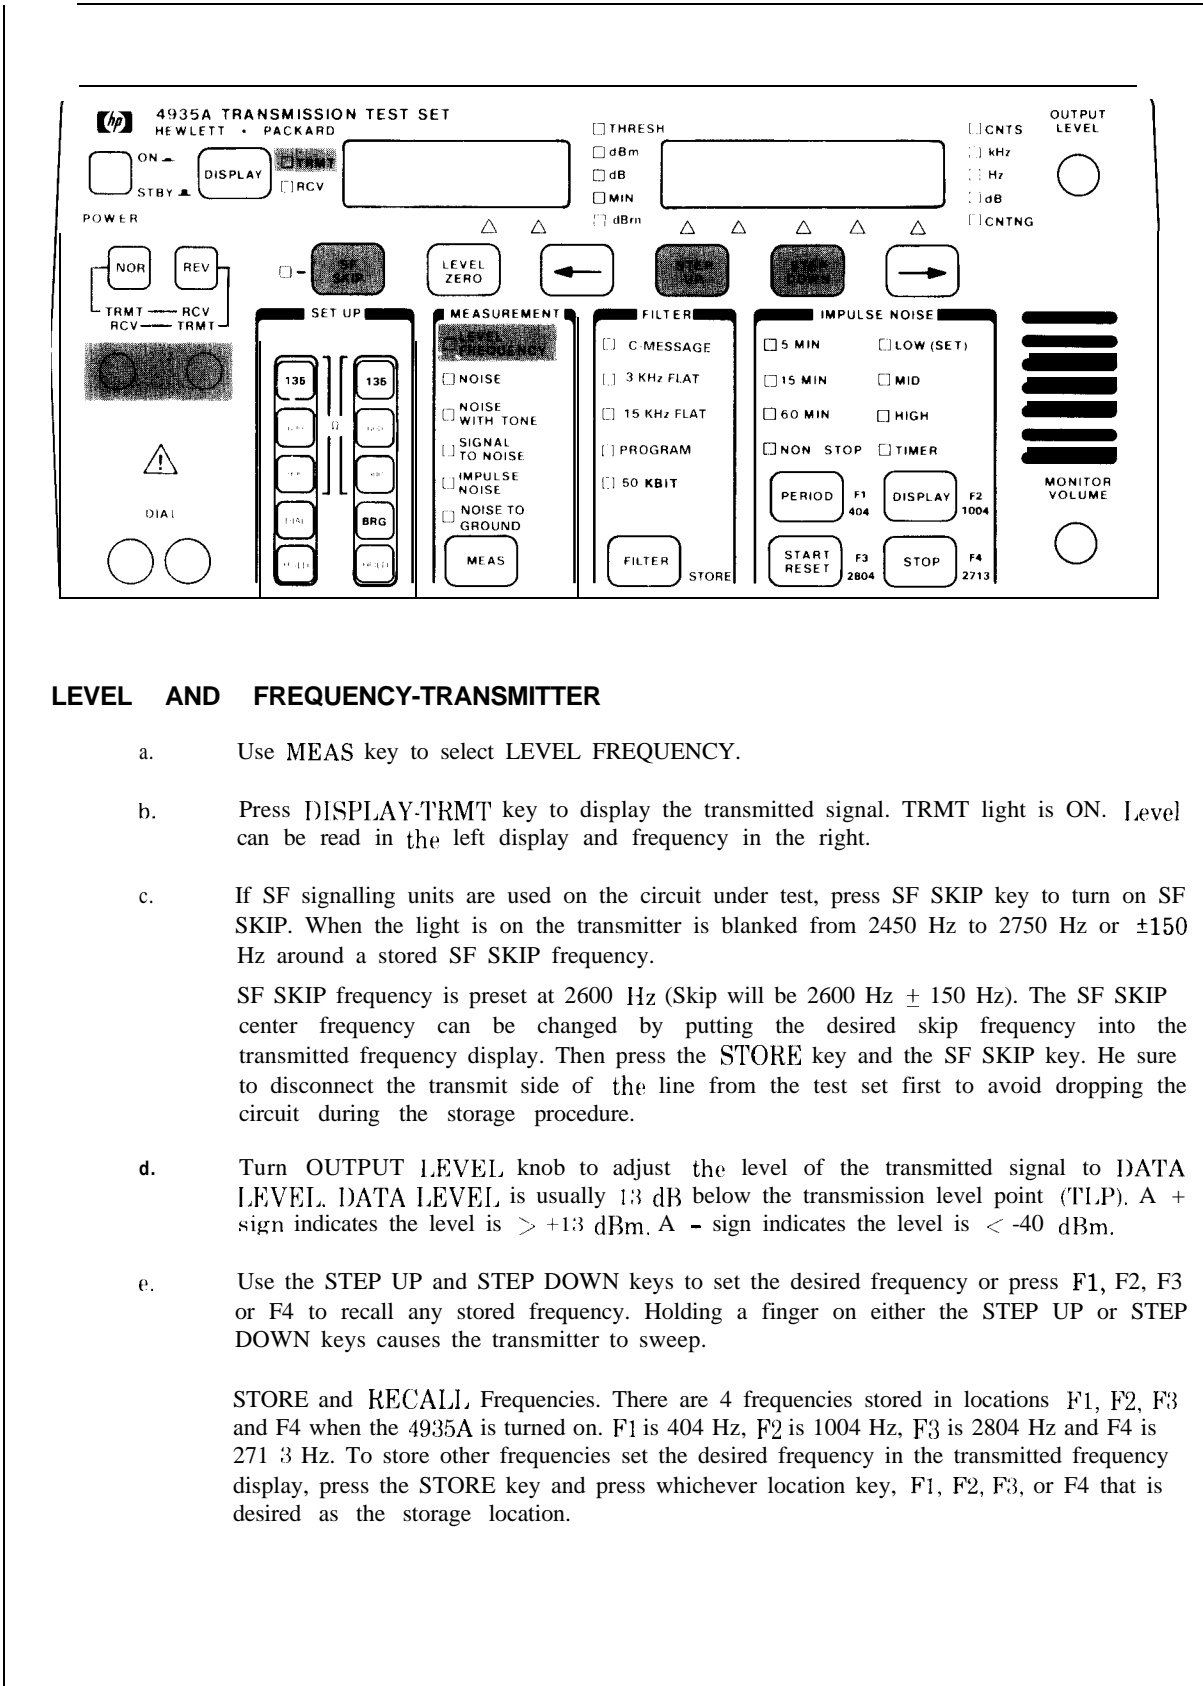 hp
4935A TRANSMISSION TEST SET
HEWLETT • PACKARD
ON
STBY
POWER
DISPLAY
TRMT
RCV
THRESH
dBm
dB
MIN
dBrn
CNTS
kHz
Hz
dB
CNTNG
OUTPUT
LEVEL
NOR
REV
TRMT — RCV
RCV — TRMT
SF
SKIP
LEVEL
ZERO
STEP
UP
STEP
DOWN
SET UP
135
135
Ω
DIAL
BRG
MEASUREMENT
LEVEL
FREQUENCY
NOISE
NOISE
WITH TONE
SIGNAL
TO NOISE
IMPULSE
NOISE
NOISE TO
GROUND
MEAS
FILTER
C-MESSAGE
3 KHz FLAT
15 KHz FLAT
PROGRAM
50 KBIT
FILTER
STORE
IMPULSE NOISE
5 MIN
LOW (SET)
15 MIN
MID
60 MIN
HIGH
NON STOP
TIMER
PERIOD
F1
404
DISPLAY
F2
1004
START
RESET
F3
2804
STOP
F4
2713
MONITOR
VOLUME
DIAL
LEVEL AND FREQUENCY-TRANSMITTER
a. Use MEAS key to select LEVEL FREQUENCY.
b. Press DISPLAY-TRMT key to display the transmitted signal. TRMT light is ON. Level
can be read in the left display and frequency in the right.
c. If SF signalling units are used on the circuit under test, press SF SKIP key to turn on SF
SKIP. When the light is on the transmitter is blanked from 2450 Hz to 2750 Hz or ±150
Hz around a stored SF SKIP frequency.
SF SKIP frequency is preset at 2600 Hz (Skip will be 2600 Hz ± 150 Hz). The SF SKIP
center frequency can be changed by putting the desired skip frequency into the
transmitted frequency display. Then press the STORE key and the SF SKIP key. He sure
to disconnect the transmit side of the line from the test set first to avoid dropping the
circuit during the storage procedure.
d. Turn OUTPUT LEVEL knob to adjust the level of the transmitted signal to DATA
LEVEL. DATA LEVEL is usually 13 dB below the transmission level point (TLP). A +
sign indicates the level is > +13 dBm. A - sign indicates the level is < -40 dBm.
e. Use the STEP UP and STEP DOWN keys to set the desired frequency or press F1, F2, F3
or F4 to recall any stored frequency. Holding a finger on either the STEP UP or STEP
DOWN keys causes the transmitter to sweep.
STORE and RECALL Frequencies. There are 4 frequencies stored in locations F1, F2, F3
and F4 when the 4935A is turned on. F1 is 404 Hz, F2 is 1004 Hz, F3 is 2804 Hz and F4 is
271 3 Hz. To store other frequencies set the desired frequency in the transmitted frequency
display, press the STORE key and press whichever location key, F1, F2, F3, or F4 that is
desired as the storage location.